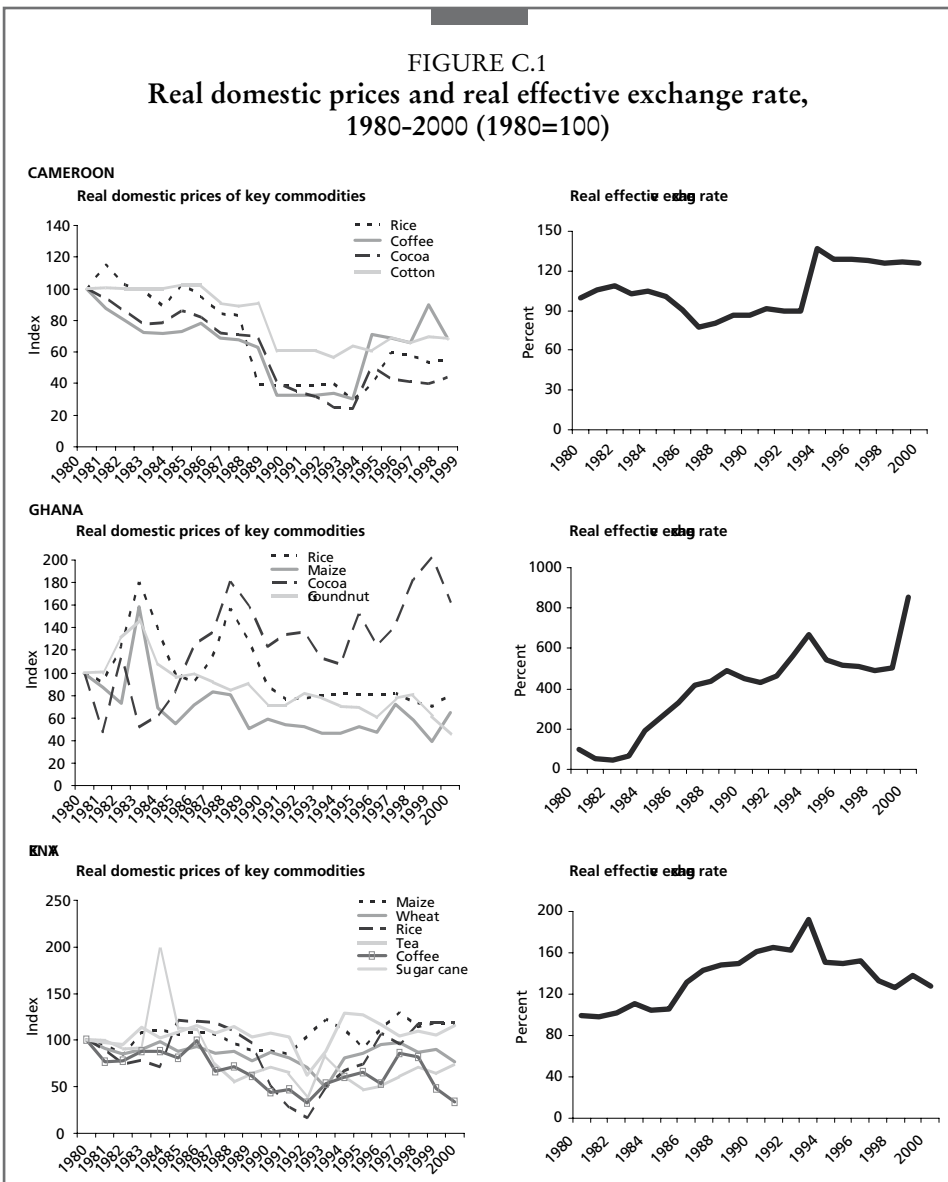 FIGURE C.1
Real domestic prices and real effective exchange rate,
1980-2000 (1980=100)
CAMEROON
Real domestic prices of key commodities
140
120
100
80
60
40
20
0
Index
Rice
Coffee
Cocoa
Cotton
1980 1981 1982 1983 1984 1985 1986 1987 1988 1989 1990 1991 1992 1993 1994 1995 1996 1997 1998 1999
Real effective rate
150
120
90
60
30
0
Percent
1980 1982 1984 1986 1988 1990 1992 1994 1996 1998 2000
GHANA
Real domestic prices of key commodities
200
180
160
140
120
100
80
60
40
20
0
Index
Rice
Maize
Cocoa
1980 1981 1982 1983 1984 1985 1986 1987 1988 1989 1990 1991 1992 1993 1994 1995 1996 1997 1998 1999 2000
Real effective rate
1000
800
600
400
200
0
Percent
1980 1982 1984 1986 1988 1990 1992 1994 1996 1998 2000
Real domestic prices of key commodities
250
200
150
100
50
0
Index
Maize
Wheat
Rice
Tea
Coffee
Sugar cane
1980 1981 1982 1983 1984 1985 1986 1987 1988 1989 1990 1991 1992 1993 1994 1995 1996 1997 1998 1999 2000
Real effective rate
200
160
120
80
40
0
Percent
1980 1982 1984 1986 1988 1990 1992 1994 1996 1998 2000